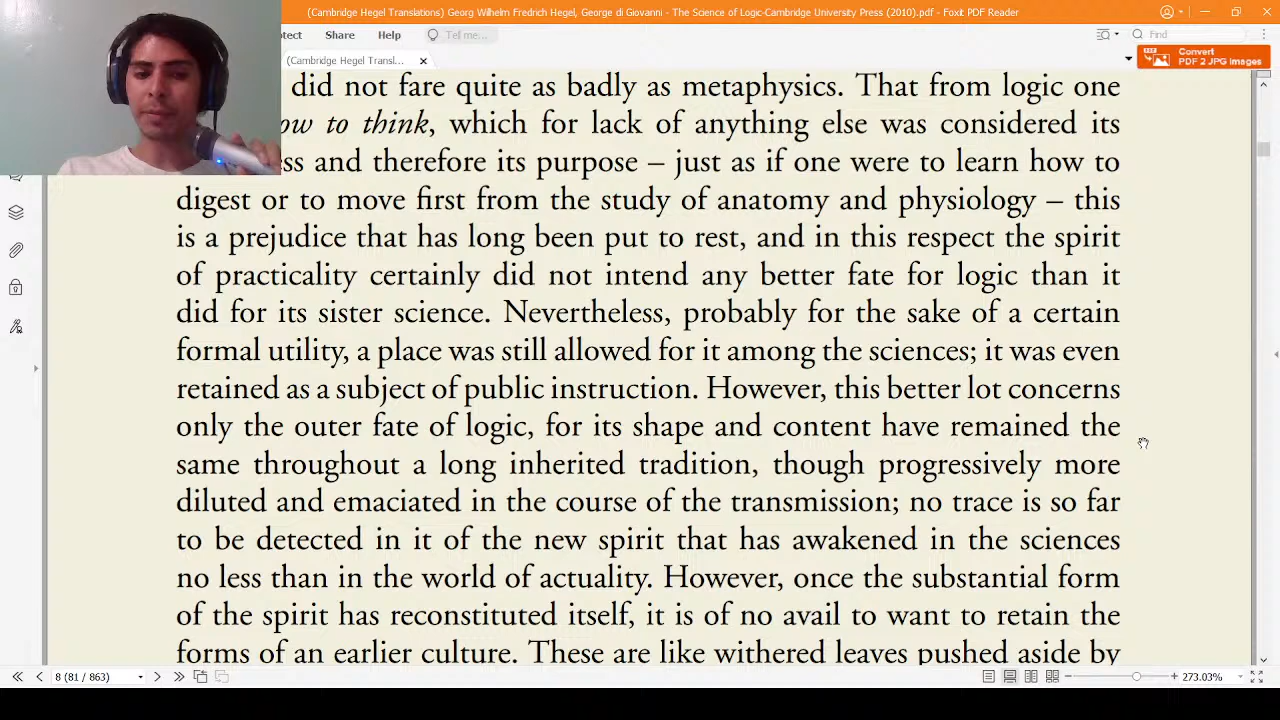 (Cambridge Hegel Translations) Georg Wilhelm Fredrich Hegel, George di Giovanni - The Science of Logic-Cambridge University Press (2010).pdf - Foxit PDF Reader
Share Help Tell me... Find
(Cambridge Hegel Transl...
Convert
PDF 2 JPG Images
did not fare quite as badly as metaphysics. That from logic one
to think, which for lack of anything else was considered its
and therefore its purpose – just as if one were to learn how to
digest or to move first from the study of anatomy and physiology – this
is a prejudice that has long been put to rest, and in this respect the spirit
of practicality certainly did not intend any better fate for logic than it
did for its sister science. Nevertheless, probably for the sake of a certain
formal utility, a place was still allowed for it among the sciences; it was even
retained as a subject of public instruction. However, this better lot concerns
only the outer fate of logic, for its shape and content have remained the
same throughout a long inherited tradition, though progressively more
diluted and emaciated in the course of the transmission; no trace is so far
to be detected in it of the new spirit that has awakened in the sciences
no less than in the world of actuality. However, once the substantial form
of the spirit has reconstituted itself, it is of no avail to want to retain the
forms of an earlier culture. These are like withered leaves pushed aside by
8 (81 / 863) 273.03%